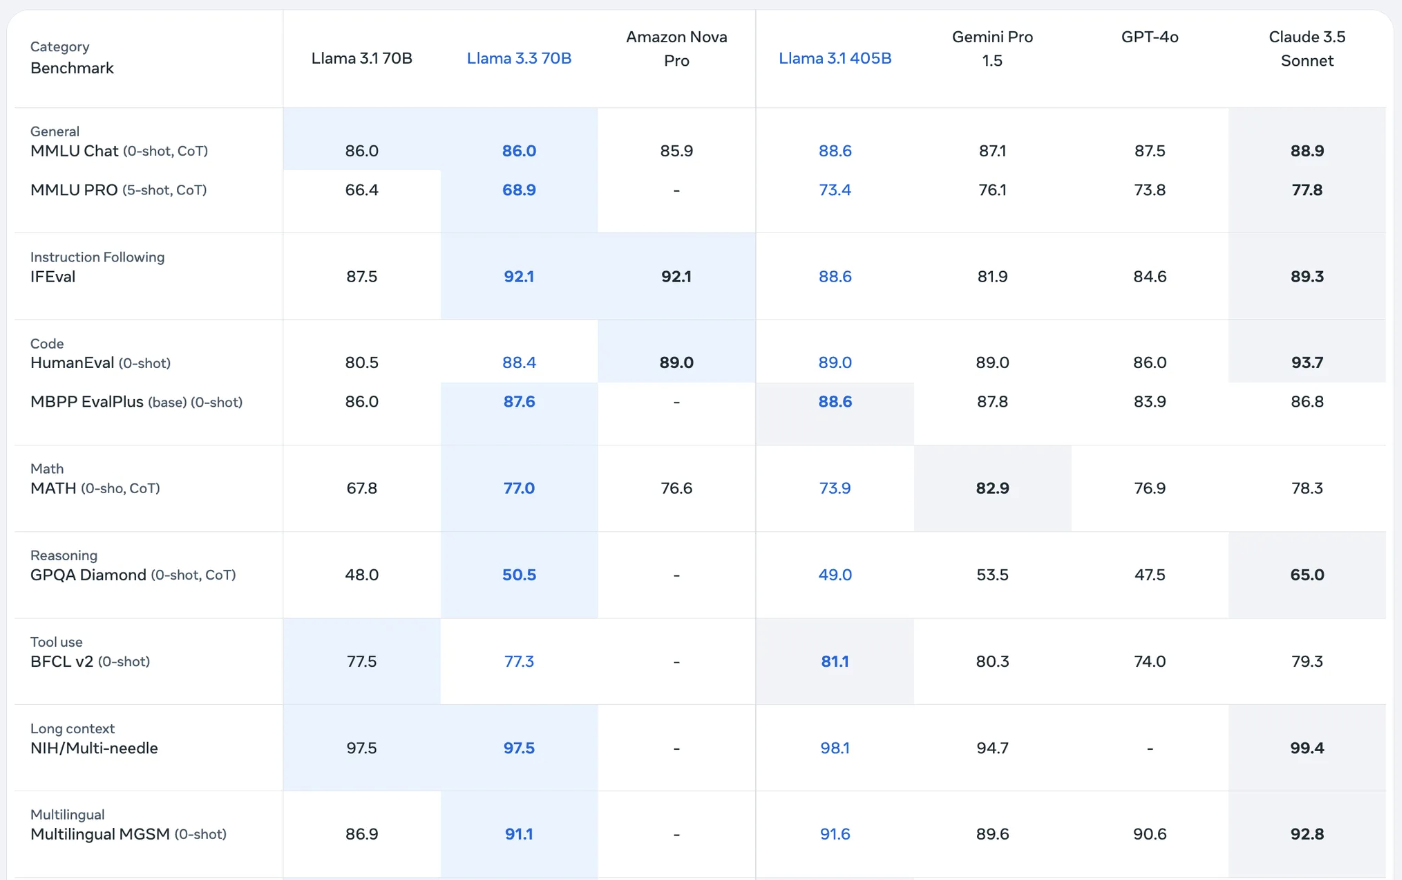 Category
Benchmark
Llama 3.1 70B
Llama 3.3 70B
Amazon Nova
Pro
Llama 3.1 405B
Gemini Pro
1.5
GPT-4o
Claude 3.5
Sonnet
General
MMLU Chat (0-shot, CoT) 86.0 86.0 85.9 88.6 87.1 87.5 88.9
MMLU PRO (5-shot, CoT) 66.4 68.9 - 73.4 76.1 73.8 77.8
Instruction Following
IFEval 87.5 92.1 92.1 88.6 81.9 84.6 89.3
Code
HumanEval (0-shot) 80.5 88.4 89.0 89.0 89.0 86.0 93.7
MBPP EvalPlus (base) (0-shot) 86.0 87.6 - 88.6 87.8 83.9 86.8
Math
MATH (0-sho, CoT) 67.8 77.0 76.6 73.9 82.9 76.9 78.3
Reasoning
GPQA Diamond (0-shot, CoT) 48.0 50.5 - 49.0 53.5 47.5 65.0
Tool use
BFCL v2 (0-shot) 77.5 77.3 - 81.1 80.3 74.0 79.3
Long context
NIH/Multi-needle 97.5 97.5 - 98.1 94.7 - 99.4
Multilingual
Multilingual MGSM (0-shot) 86.9 91.1 - 91.6 89.6 90.6 92.8